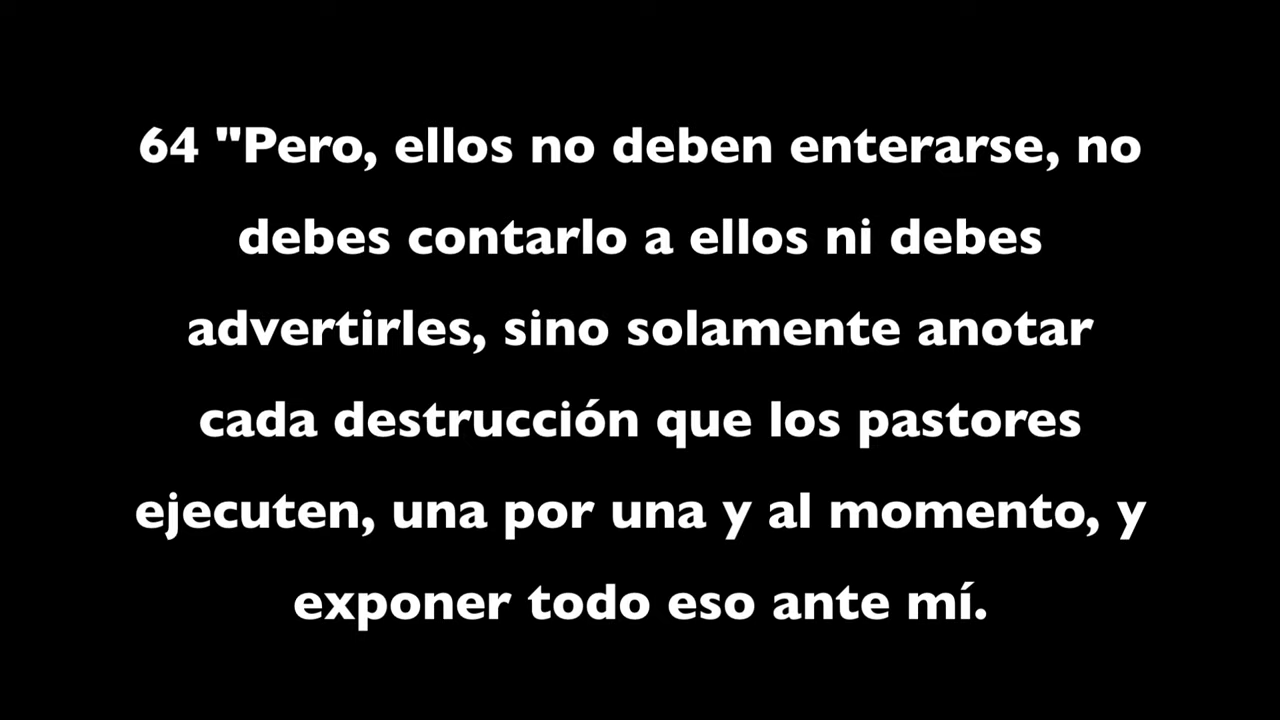 64 "Pero, ellos no deben enterarse, no
debes contarlo a ellos ni debes
advertirles, sino solamente anotar
cada destrucción que los pastores
ejecuten, una por una y al momento, y
exponer todo eso ante mí.